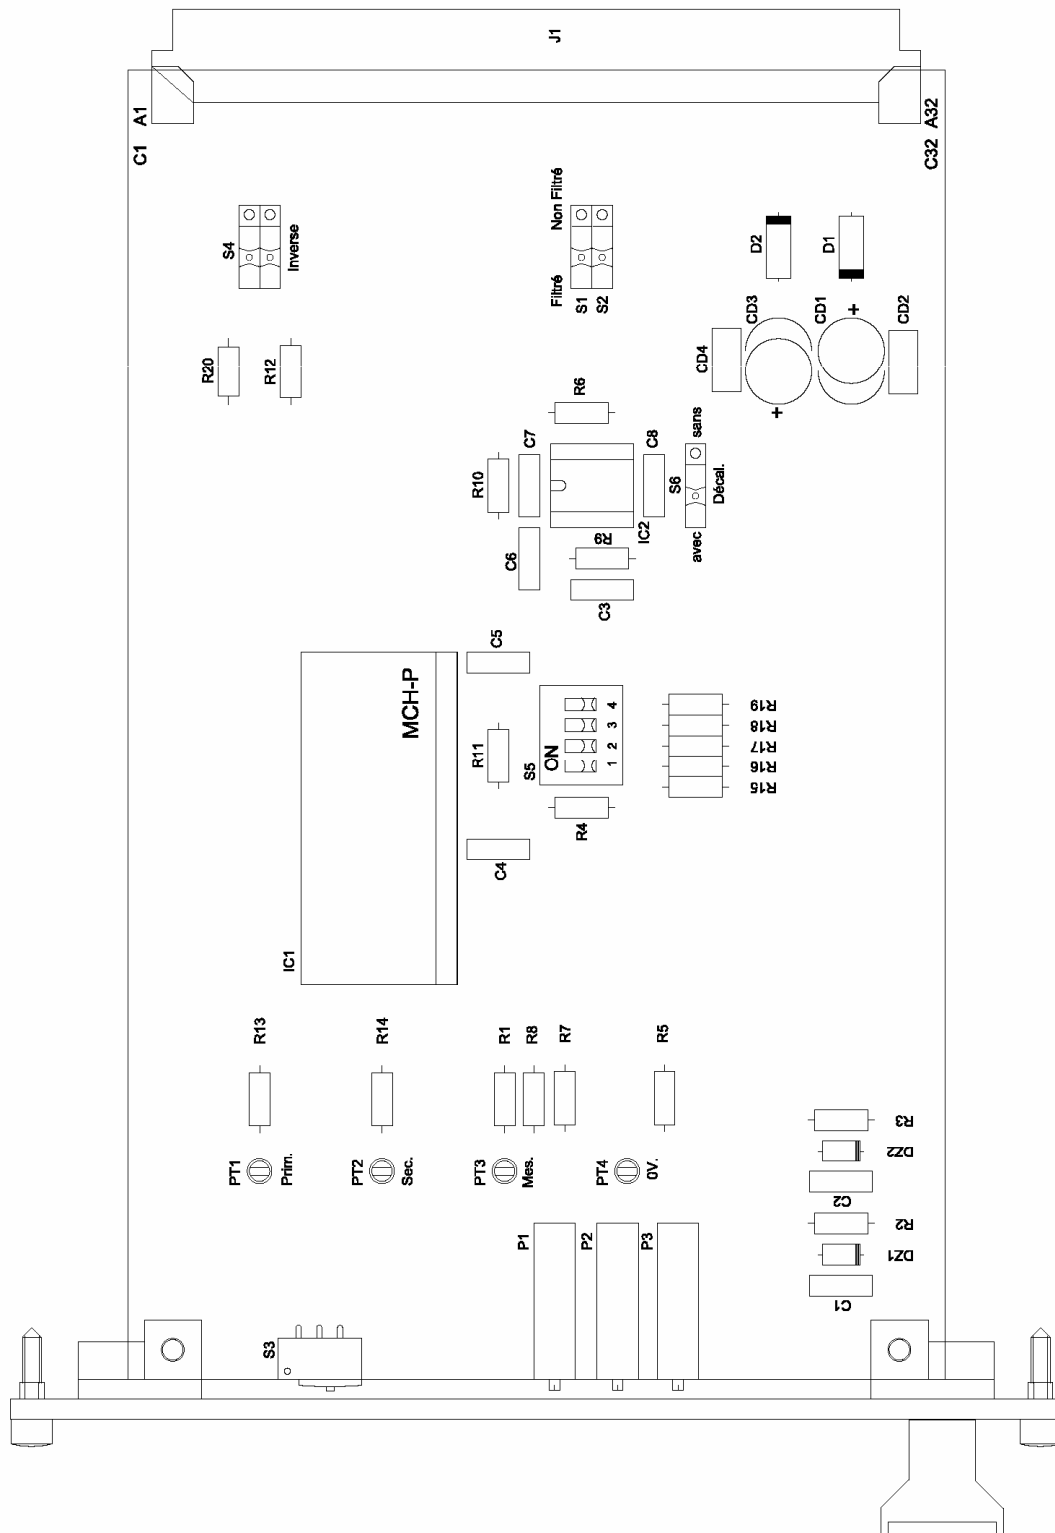 J1
A1
C1
A32
C32
S4
Inverse
Non Filtré
Filtré
S1
S2
D2
D1
CD3
CD1
CD4
CD2
+
+
R20
R12
R6
C7
C8
R10
sans
S6
Décal.
avec
IC2
R9
C6
C3
C5
MCH-P
R11
S5
ON
1
2
3
4
R19
R18
R17
R16
R15
R4
C4
IC1
R13
R14
R1
R8
R7
R5
R3
DZ2
C2
R2
DZ1
C1
PT1
Prim.
PT2
Sec.
PT3
Mes.
PT4
0V.
P1
P2
P3
S3